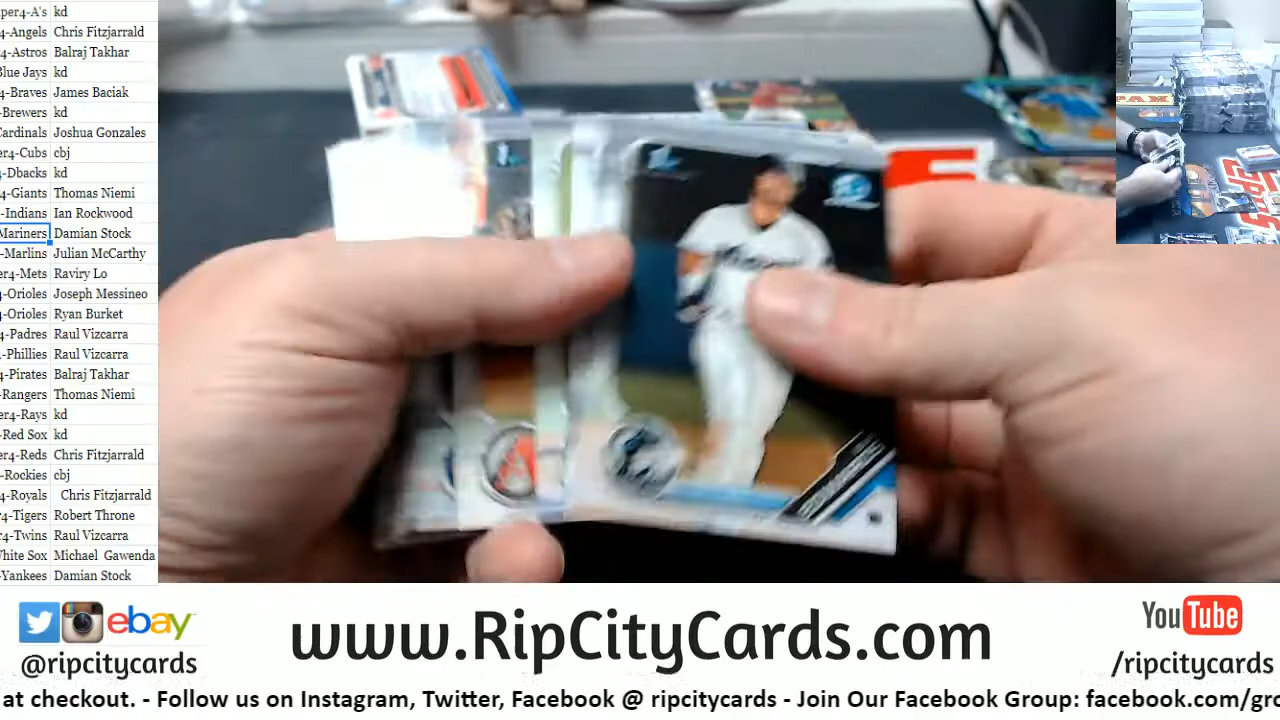 per4-A's kd
4-Angels Chris Fitzjarrald
4-Astros Balraj Takhar
Blue Jays kd
4-Braves James Baciak
-Brewers kd
Cardinals Joshua Gonzales
er4-Cubs cbj
4-Dbacks kd
4-Giants Thomas Niemi
-Indians Ian Rockwood
Mariners Damian Stock
-Marlins Julian McCarthy
er4-Mets Raviry Lo
4-Orioles Joseph Messineo
4-Orioles Ryan Burket
4-Padres Raul Vizcarra
-Phillies Raul Vizcarra
4-Pirates Balraj Takhar
-Rangers Thomas Niemi
er4-Rays kd
-Red Sox kd
er4-Reds Chris Fitzjarrald
-Rockies cbj
4-Royals Chris Fitzjarrald
r4-Tigers Robert Throne
r4-Twins Raul Vizcarra
White Sox Michael Gawenda
-Yankees Damian Stock
ebay
@ripcitycards
www.RipCityCards.com
YouTube
/ripcitycards
at checkout. - Follow us on Instagram, Twitter, Facebook @ ripcitycards - Join Our Facebook Group: facebook.com/gro